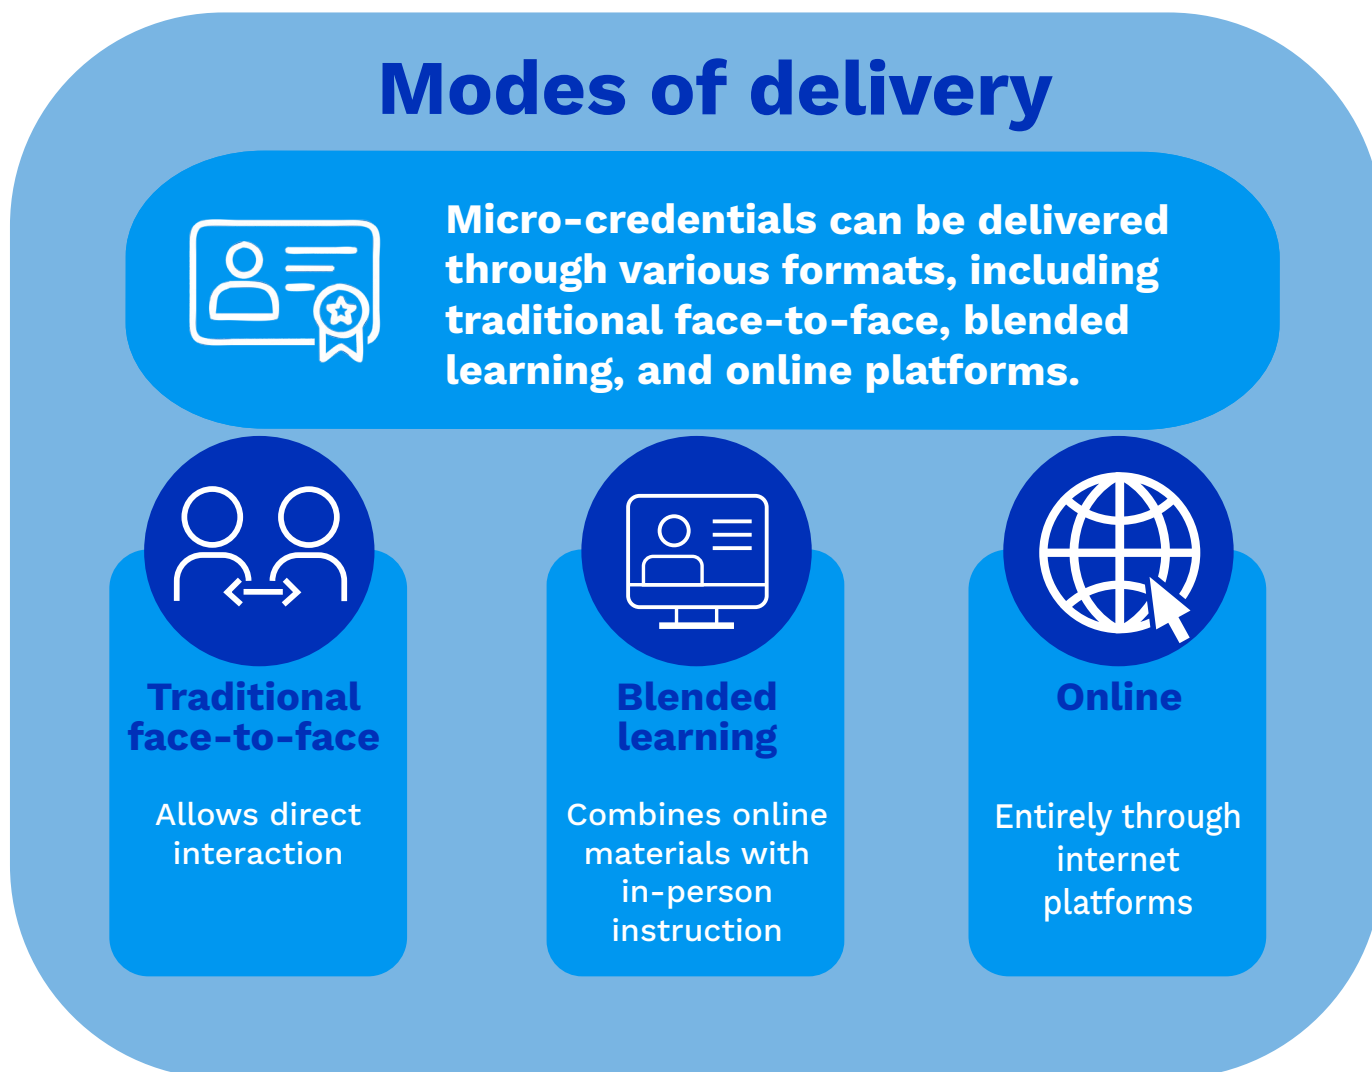 Modes of delivery
Micro-credentials can be delivered
through various formats, including
traditional face-to-face, blended
learning, and online platforms.
Traditional
face-to-face
Allows direct
interaction
Blended
learning
Combines online
materials with
in-person
instruction
Online
Entirely through
internet
platforms